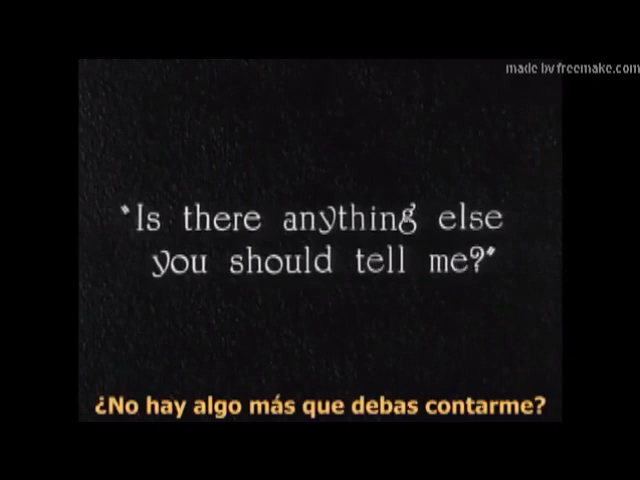 made by freemake.com
"Is there anything else
you should tell me?"
¿No hay algo más que debas contarme?